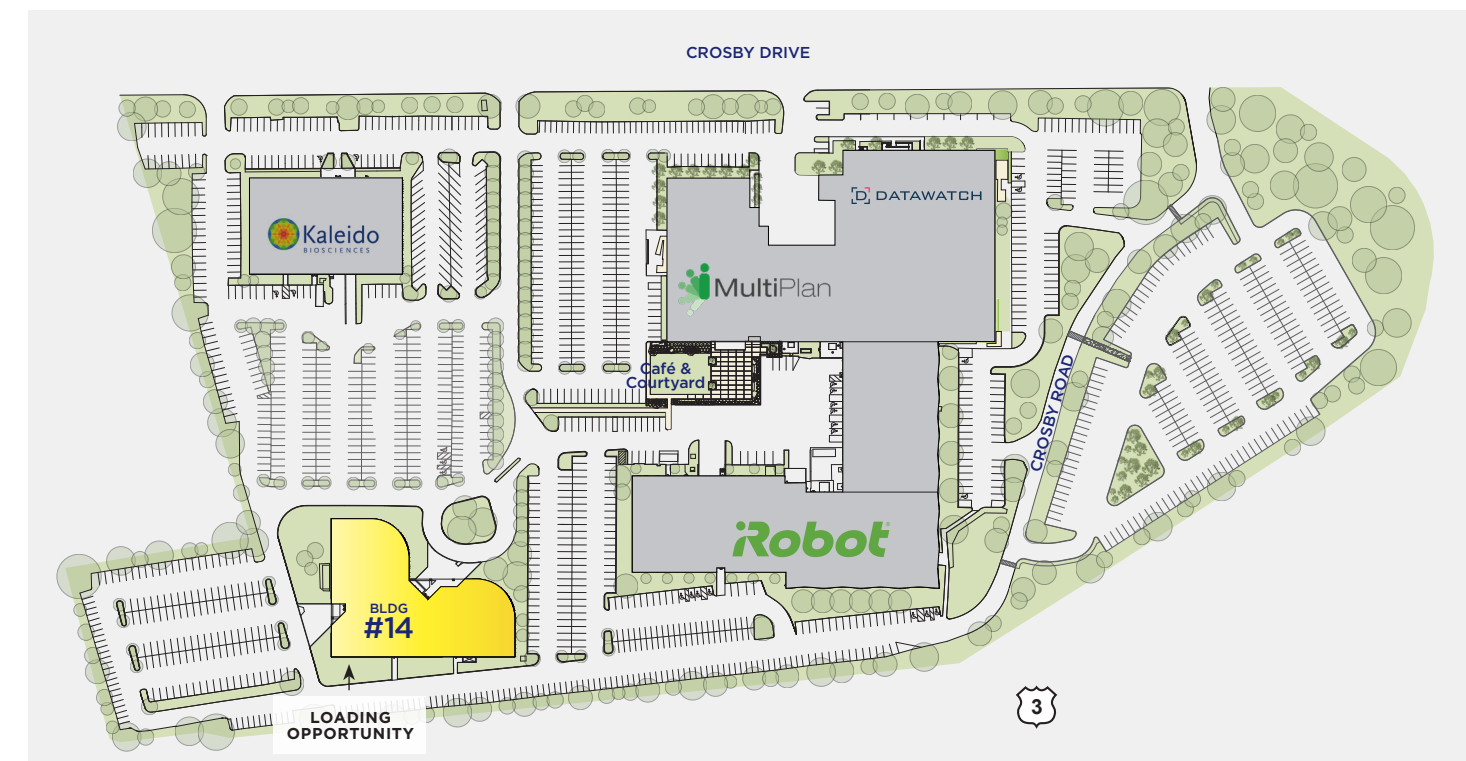 CROSBY DRIVE
DATAWATCH
Kaleido
BIOSCIENCES
MultiPlan
Café &
Courtyard
CROSBY ROAD
iRobot®
BLDG
#14
LOADING
OPPORTUNITY
3